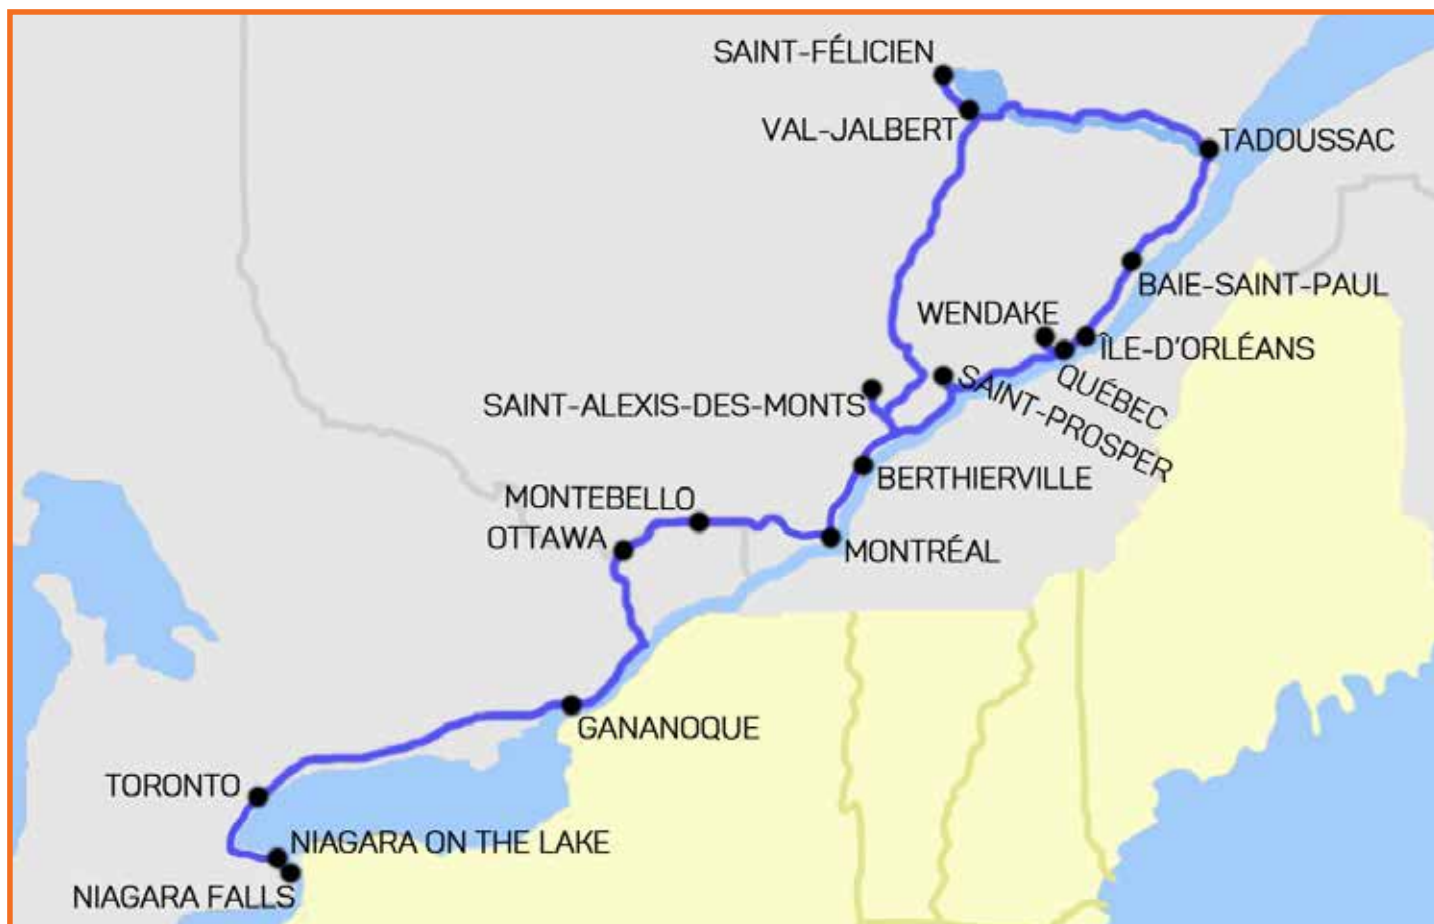 SAINT-FÉLICIEN
VAL-JALBERT
TADOUSSAC
BAIE-SAINT-PAUL
WENDAKE
ÎLE-D'ORLÉANS
QUÉBEC
SAINT-PROSPER
SAINT-ALEXIS-DES-MONTS
BERTHIERVILLE
MONTEBELLO
OTTAWA
MONTRÉAL
GANANOQUE
TORONTO
NIAGARA ON THE LAKE
NIAGARA FALLS